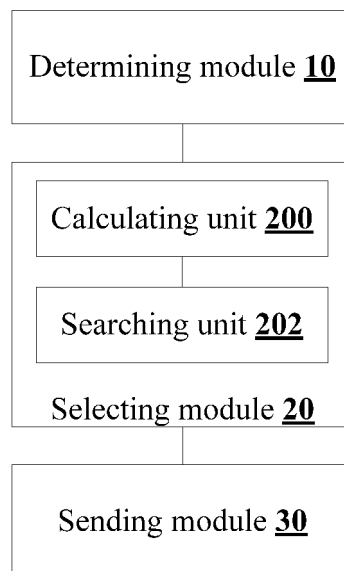 Determining module 10
Calculating unit 200
Searching unit 202
Selecting module 20
Sending module 30